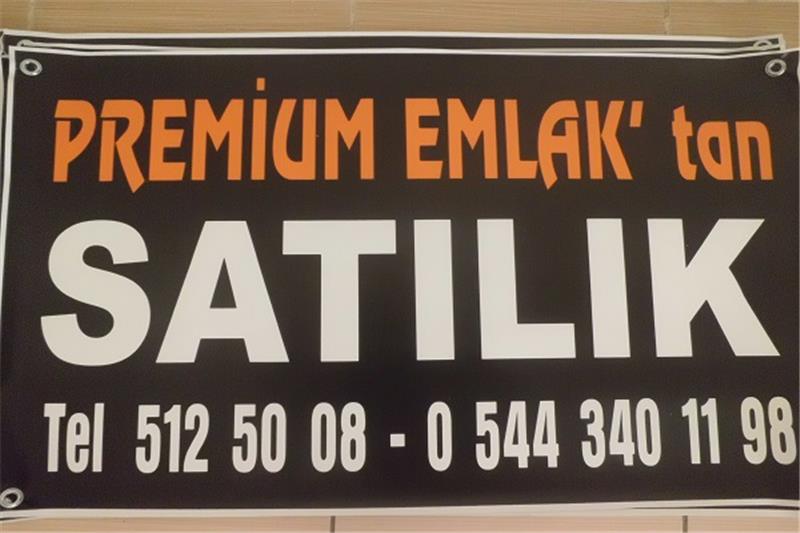 PREMİUM EMLAK' tan
SATILIK
Tel 512 50 08 - 0 544 340 11 98